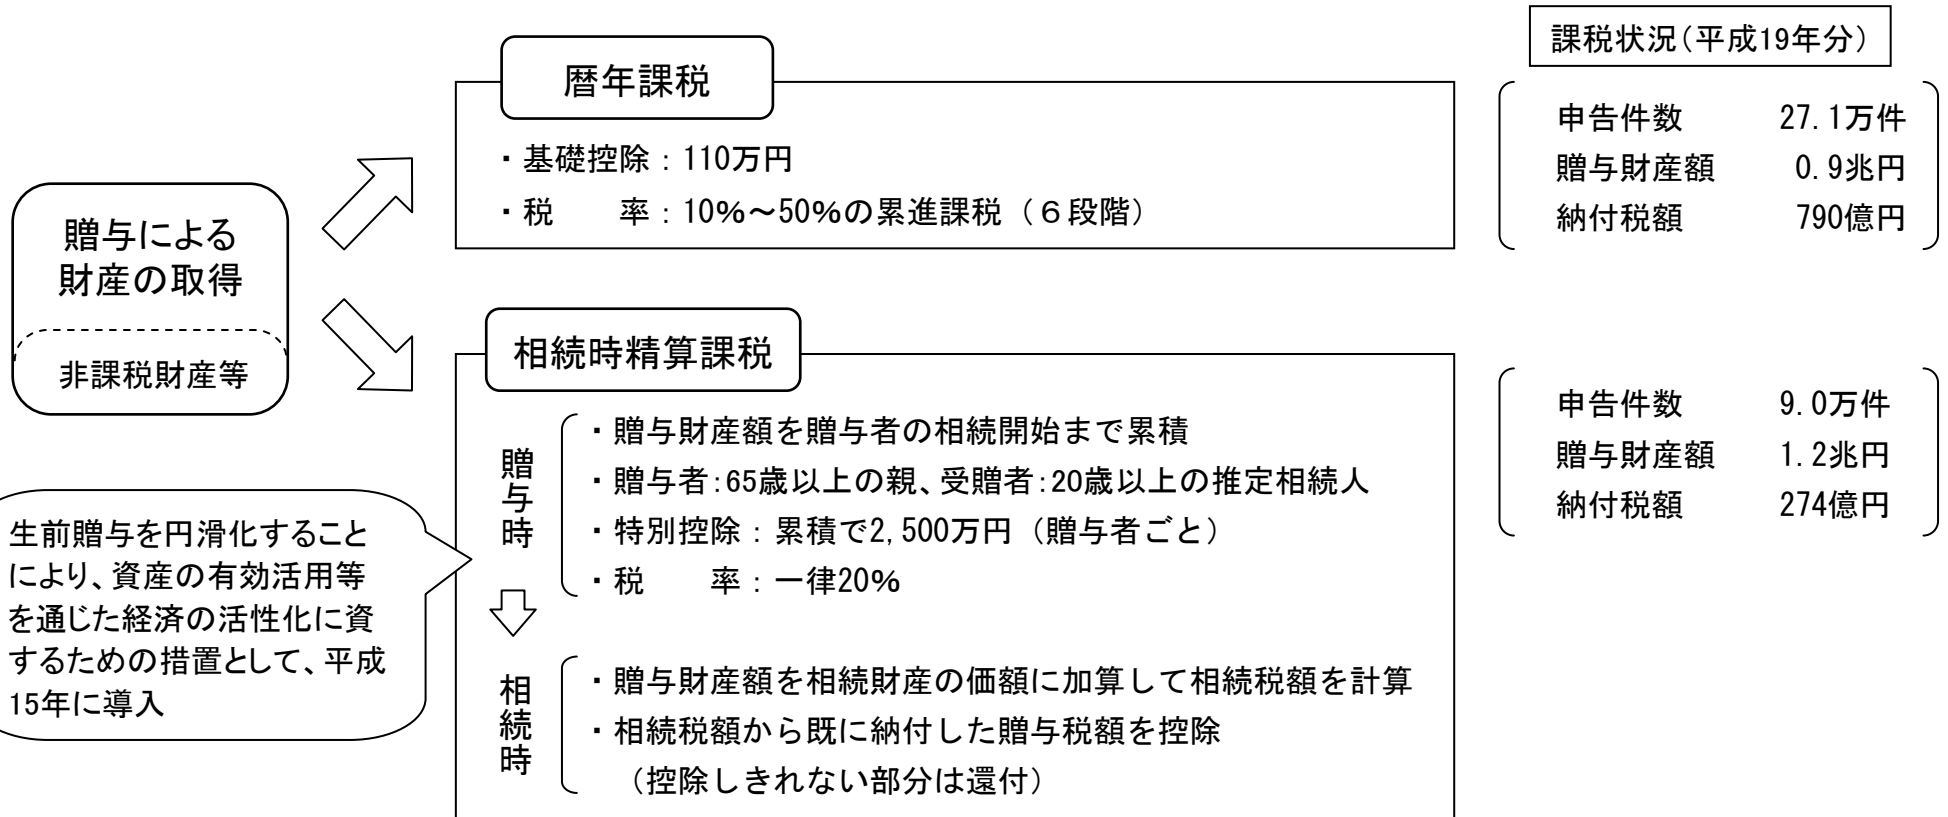 贈与による
財産の取得
非課税財産等
暦年課税
・基礎控除：110万円
・税　　率：10%～50%の累進課税（６段階）
課税状況（平成19年分）
申告件数　27.1万件
贈与財産額　0.9兆円
納付税額　790億円
相続時精算課税
贈与時
・贈与財産額を贈与者の相続開始まで累積
・贈与者：65歳以上の親、受贈者：20歳以上の推定相続人
・特別控除：累積で2,500万円（贈与者ごと）
・税　　率：一律20%
相続時
・贈与財産額を相続財産の価額に加算して相続税額を計算
・相続税額から既に納付した贈与税額を控除
（控除しきれない部分は還付）
申告件数　9.0万件
贈与財産額　1.2兆円
納付税額　274億円
生前贈与を円滑化すること
により、資産の有効活用等
を通じた経済の活性化に資
するための措置として、平成
15年に導入